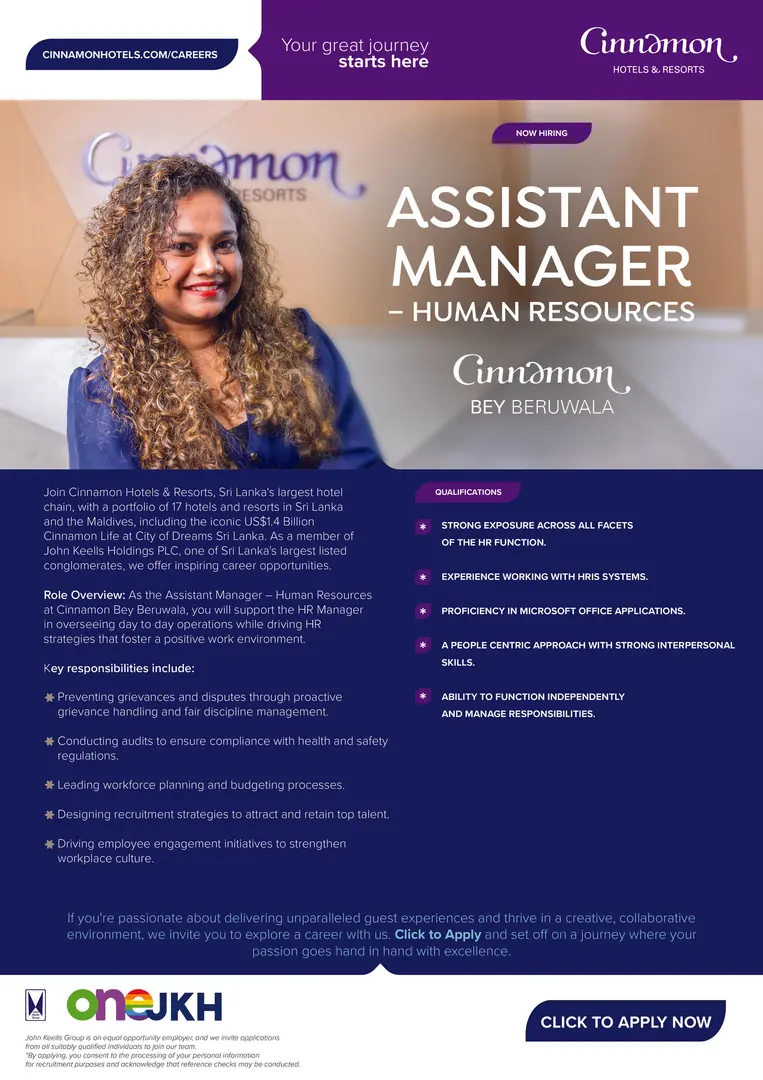 CINNAMONHOTELS.COM/CAREERS
Your great journey
starts here
Cinnamon
HOTELS & RESORTS
NOW HIRING
Cinnamon
RESORTS
ASSISTANT
MANAGER
– HUMAN RESOURCES
Cinnamon
BEY BERUWALA
Join Cinnamon Hotels & Resorts, Sri Lanka's largest hotel
chain, with a portfolio of 17 hotels and resorts in Sri Lanka
and the Maldives, including the iconic US$1.4 Billion
Cinnamon Life at City of Dreams Sri Lanka. As a member of
John Keells Holdings PLC, one of Sri Lanka's largest listed
conglomerates, we offer inspiring career opportunities.
Role Overview: As the Assistant Manager – Human Resources
at Cinnamon Bey Beruwala, you will support the HR Manager
in overseeing day to day operations while driving HR
strategies that foster a positive work environment.
Key responsibilities include:
Preventing grievances and disputes through proactive
grievance handling and fair discipline management.
Conducting audits to ensure compliance with health and safety
regulations.
Leading workforce planning and budgeting processes.
Designing recruitment strategies to attract and retain top talent.
Driving employee engagement initiatives to strengthen
workplace culture.
QUALIFICATIONS
STRONG EXPOSURE ACROSS ALL FACETS
OF THE HR FUNCTION.
EXPERIENCE WORKING WITH HRIS SYSTEMS.
PROFICIENCY IN MICROSOFT OFFICE APPLICATIONS.
A PEOPLE CENTRIC APPROACH WITH STRONG INTERPERSONAL
SKILLS.
ABILITY TO FUNCTION INDEPENDENTLY
AND MANAGE RESPONSIBILITIES.
If you're passionate about delivering unparalleled guest experiences and thrive in a creative, collaborative
environment, we invite you to explore a career with us. Click to Apply and set off on a journey where your
passion goes hand in hand with excellence.
oneJKH
CLICK TO APPLY NOW
John Keells Group is an equal opportunity employer, and we invite applications
from all suitably qualified individuals to join our team.
"By applying, you consent to the processing of your personal information
for recruitment purposes and acknowledge that reference checks may be conducted.